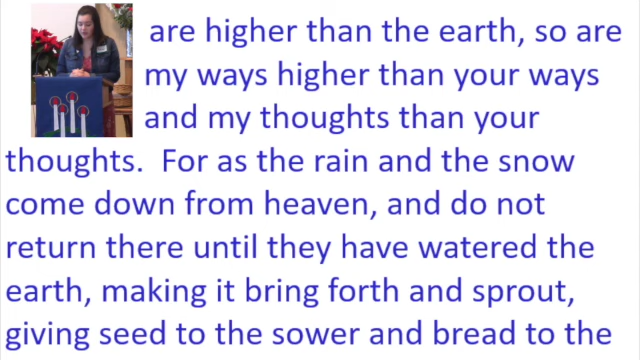 are higher than the earth, so are
my ways higher than your ways
and my thoughts than your
thoughts.  For as the rain and the snow
come down from heaven, and do not
return there until they have watered the
earth, making it bring forth and sprout,
giving seed to the sower and bread to the